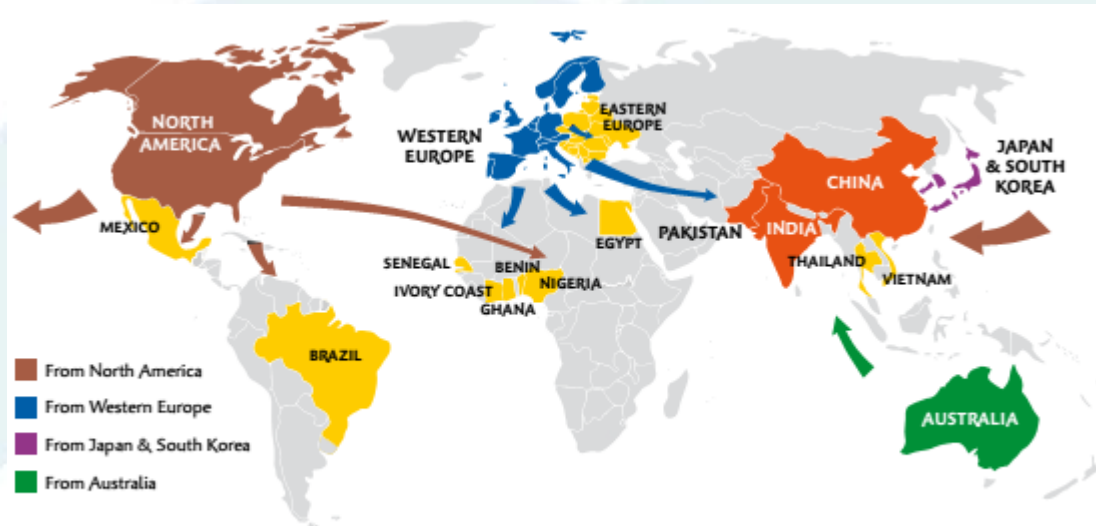 NORTH
AMERICA
WESTERN
EUROPE
EASTERN
EUROPE
JAPAN
& SOUTH
KOREA
CHINA
MEXICO
PAKISTAN
INDIA
EGYPT
SENEGAL
BENIN
THAILAND
NIGERIA
VIETNAM
IVORY COAST
GHANA
BRAZIL
AUSTRALIA
From North America
From Western Europe
From Japan & South Korea
From Australia